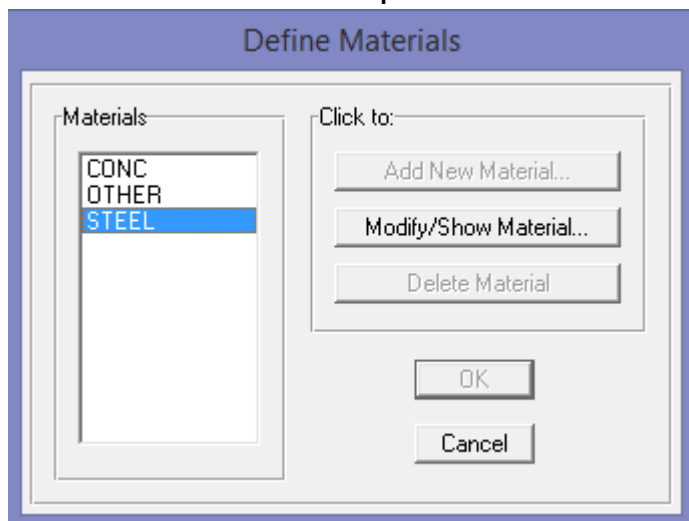 Define Materials
Materials
CONC
OTHER
STEEL
Click to:
Add New Material...
Modify/Show Material...
Delete Material
OK
Cancel